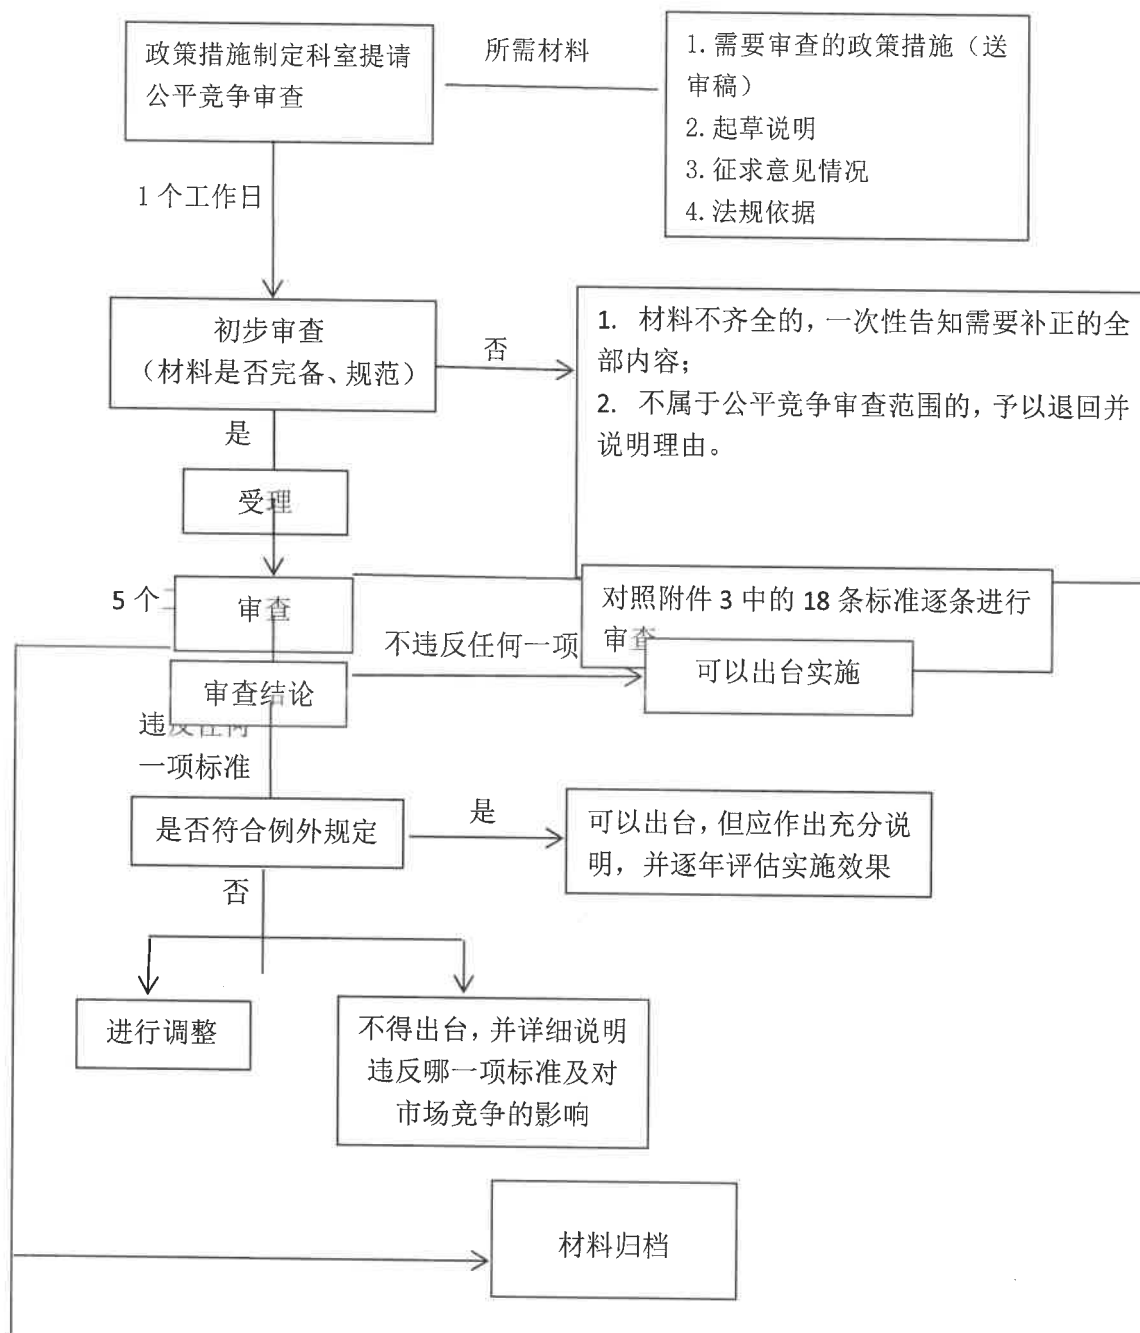 政策措施制定科室提请
公平竞争审查
所需材料
1.需要审查的政策措施（送
审稿）
2.起草说明
3.征求意见情况
4.法规依据
1个工作日
初步审查
（材料是否完备、规范）
否
1. 材料不齐全的，一次性告知需要补正的全
部内容；
2. 不属于公平竞争审查范围的，予以退回并
说明理由。
是
受理
5个
审查
对照附件3中的18条标准逐条进行
审查
不违反任何一项
可以出台实施
审查结论
违反任何
一项标准
是否符合例外规定
是
可以出台，但应作出充分说
明，并逐年评估实施效果
否
进行调整
不得出台，并详细说明
违反哪一项标准及对
市场竞争的影响
材料归档